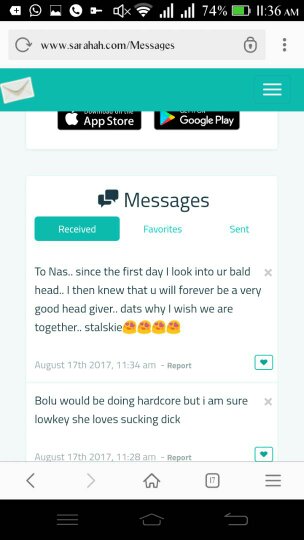 74% 11:36 AM
www.sarahah.com/Messages
Download on the
App Store
Google Play
Messages
Received Favorites Sent
To Nas.. since the first day I look into ur bald
head.. I then knew that u will forever be a very
good head giver.. dats why I wish we are
together.. stalskie😍😍😍😍
August 17th 2017, 11:34 am - Report
Bolu would be doing hardcore but i am sure
lowkey she loves sucking dick
August 17th 2017, 11:28 am - Report
17